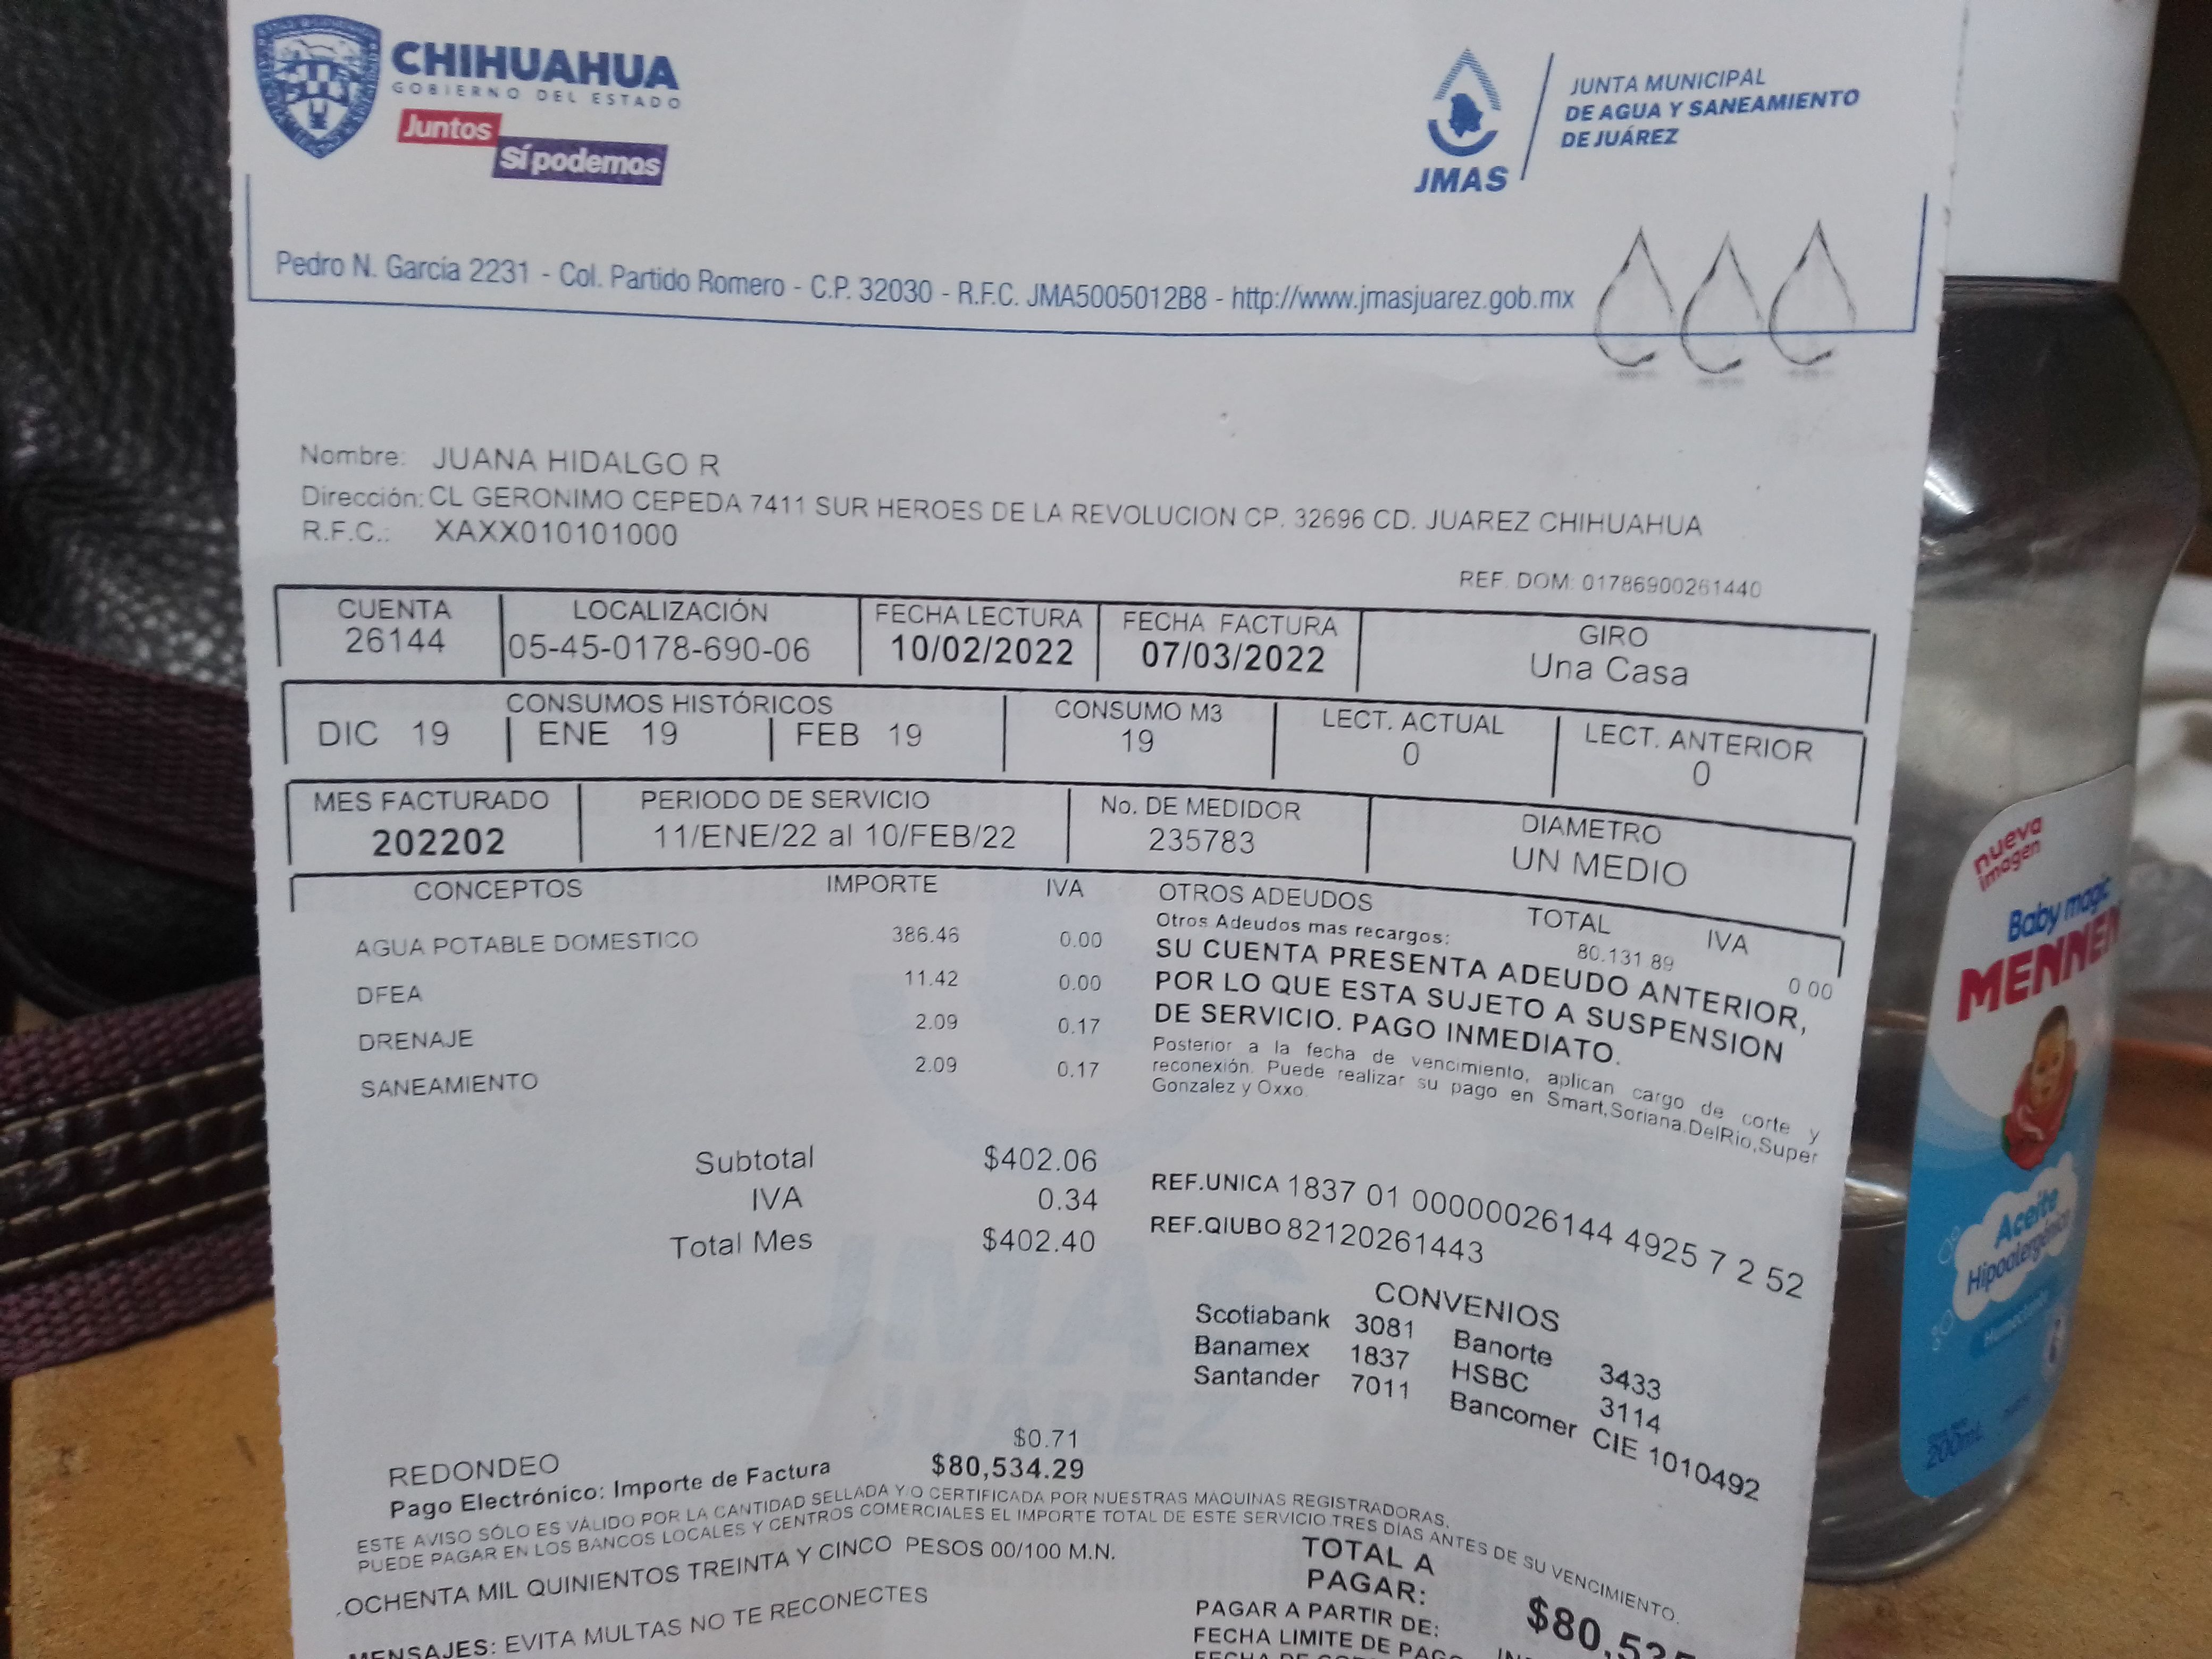 CHIHUAHUA
GOBIERNO DEL ESTADO
Juntos
Sí podemos
JMAS
JUNTA MUNICIPAL
DE AGUA Y SANEAMIENTO
DE JUÁREZ
Pedro N. García 2231 - Col. Partido Romero - C.P. 32030 - R.F.C. JMA5005012B8 - http://www.jmasjuarez.gob.mx
Nombre: JUANA HIDALGO R
Dirección: CL GERONIMO CEPEDA 7411 SUR HEROES DE LA REVOLUCION CP. 32696 CD. JUAREZ CHIHUAHUA
R.F.C.: XAXX010101000
REF. DOM: 01786900261440
CUENTA LOCALIZACIÓN FECHA LECTURA FECHA FACTURA GIRO
26144 05-45-0178-690-06 10/02/2022 07/03/2022 Una Casa
CONSUMOS HISTÓRICOS CONSUMO M3 LECT. ACTUAL LECT. ANTERIOR
DIC 19 ENE 19 FEB 19 19 0 0
MES FACTURADO PERIODO DE SERVICIO No. DE MEDIDOR DIAMETRO
202202 11/ENE/22 al 10/FEB/22 235783 UN MEDIO
CONCEPTOS IMPORTE IVA
AGUA POTABLE DOMESTICO 386.46 0.00
DFEA 11.42 0.00
DRENAJE 2.09 0.17
SANEAMIENTO 2.09 0.17
Subtotal $402.06
IVA 0.34
Total Mes $402.40
OTROS ADEUDOS TOTAL IVA
Otros Adeudos mas recargos: 80.131.89 0 00
SU CUENTA PRESENTA ADEUDO ANTERIOR,
POR LO QUE ESTA SUJETO A SUSPENSION
DE SERVICIO. PAGO INMEDIATO.
Posterior a la fecha de vencimiento, aplican cargo de corte y
reconexión. Puede realizar su pago en Smart,Soriana.DelRio,Super
Gonzalez y Oxxo.
REF.UNICA 1837 01 00000026144 4925 7 2 52
REF.QIUBO 82120261443
CONVENIOS
Scotiabank 3081 Banorte 3433
Banamex 1837 HSBC 3114
Santander 7011 Bancomer CIE 1010492
REDONDEO $0.71
Pago Electrónico: Importe de Factura $80,534.29
ESTE AVISO SÓLO ES VÁLIDO POR LA CANTIDAD SELLADA Y/O CERTIFICADA POR NUESTRAS MAQUINAS REGISTRADORAS.
PUEDE PAGAR EN LOS BANCOS LOCALES Y CENTROS COMERCIALES EL IMPORTE TOTAL DE ESTE SERVICIO TRES DÍAS ANTES DE SU VENCIMIENTO.
OCHENTA MIL QUINIENTOS TREINTA Y CINCO PESOS 00/100 M.N.
MENSAJES: EVITA MULTAS NO TE RECONECTES
TOTAL A
PAGAR: $80,535
PAGAR A PARTIR DE:
FECHA LIMITE DE PAGO
JMAS
JUAREZ
nueva
imagen
Baby magic
MENNEN
Aceite
Hipoalergénico
200mL